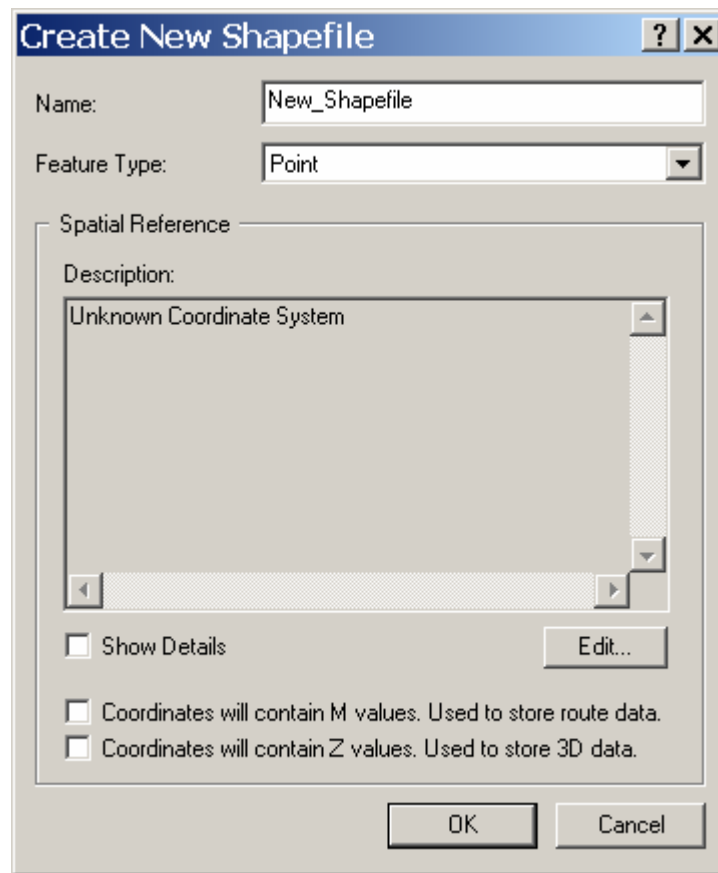 Create New Shapefile
Name:
New_Shapefile
Feature Type:
Point
Spatial Reference
Description:
Unknown Coordinate System
Show Details
Edit...
Coordinates will contain M values. Used to store route data.
Coordinates will contain Z values. Used to store 3D data.
OK
Cancel